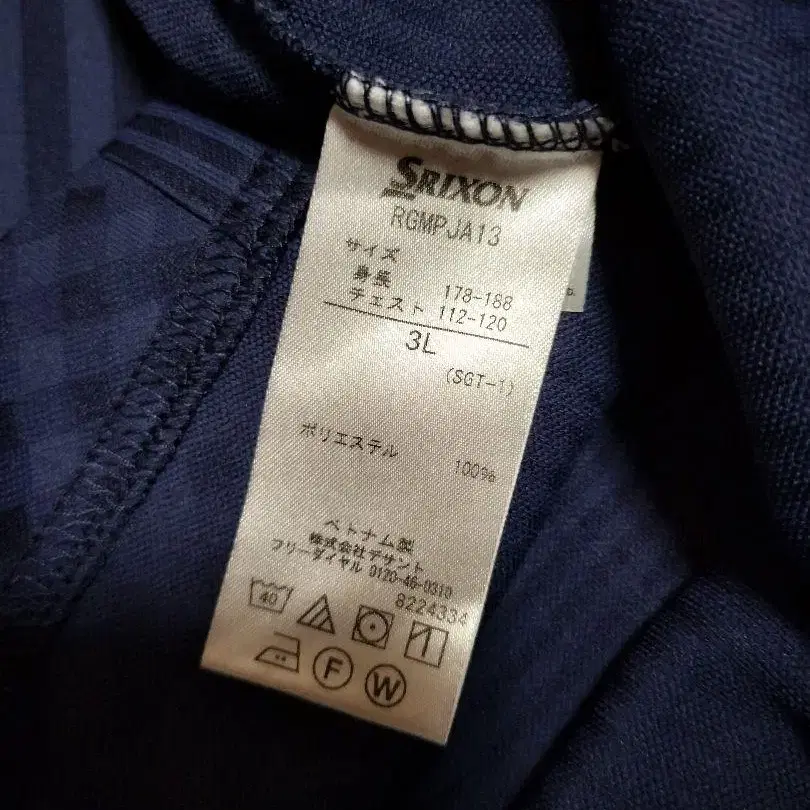 SRIXON
RGMPJA13
サイズ
身長 178-188
チェスト 112-120
3L
(SGT-1)
ポリエステル 100%
ベトナム製
株式会社デサント
フリーダイヤル 0120-46-0310
8224334
40
F
W